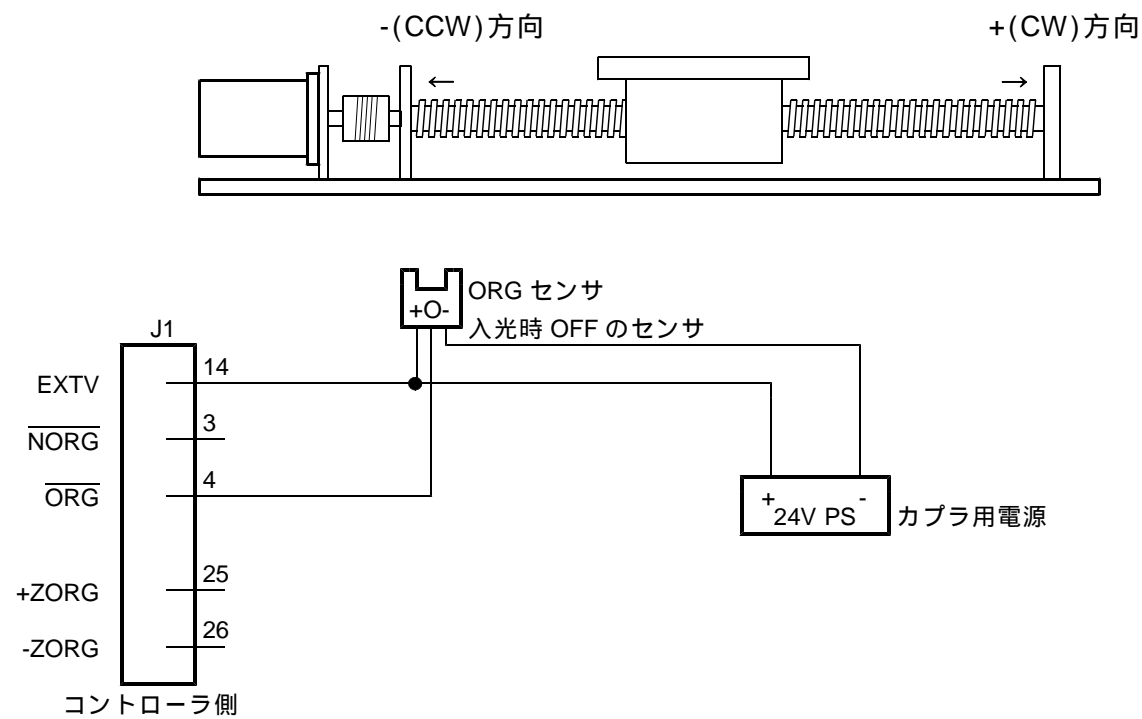 -(CCW)方向
+(CW)方向
ORG センサ
+O-
入光時 OFF のセンサ
J1
EXTV
14
NORG
3
ORG
4
+ -
24V PS
カプラ用電源
+ZORG
25
-ZORG
26
コントローラ側